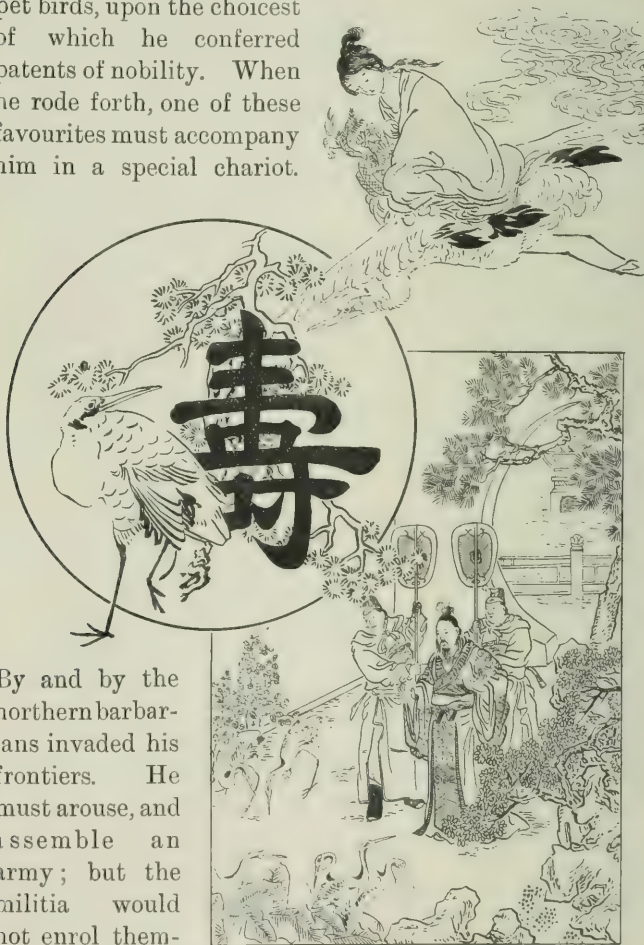 pet birds, upon the choicest
of which he conferred
patents of nobility. When
he rode forth, one of these
favourites must accompany
him in a special chariot.
壽
By and by the
northern barbar-
ians invaded his
frontiers. He
must arouse, and
assemble an
army; but the
militia would
not enrol them-